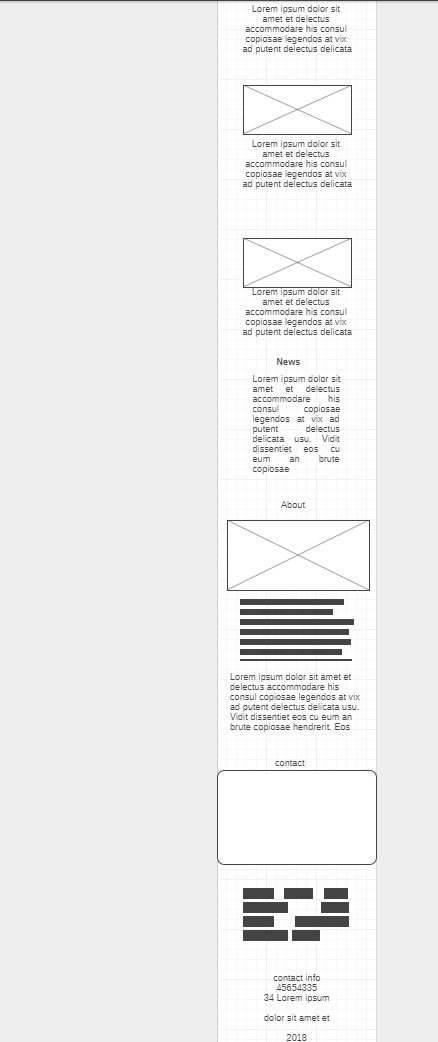 Lorem ipsum dolor sit
amet et delectus
accommodare his consul
copiosae legendos at vix
ad putent delectus delicata
Lorem ipsum dolor sit
amet et delectus
accommodare his consul
copiosae legendos at vix
ad putent delectus delicata
Lorem ipsum dolor sit
amet et delectus
accommodare his consul
copiosae legendos at vix
ad putent delectus delicata
News
Lorem ipsum dolor sit
amet et delectus
accommodare his
consul copiosae
legendos at vix ad
putent delectus
delicata usu. Vidit
dissentiet eos cu
eum an brute
copiosae
About
Lorem ipsum dolor sit amet et
delectus accommodare his
consul copiosae legendos at vix
ad putent delectus delicata usu.
Vidit dissentiet eos cu eum an
brute copiosae hendrerit. Eos
contact
contact info
45654335
34 Lorem ipsum
dolor sit amet et
2018